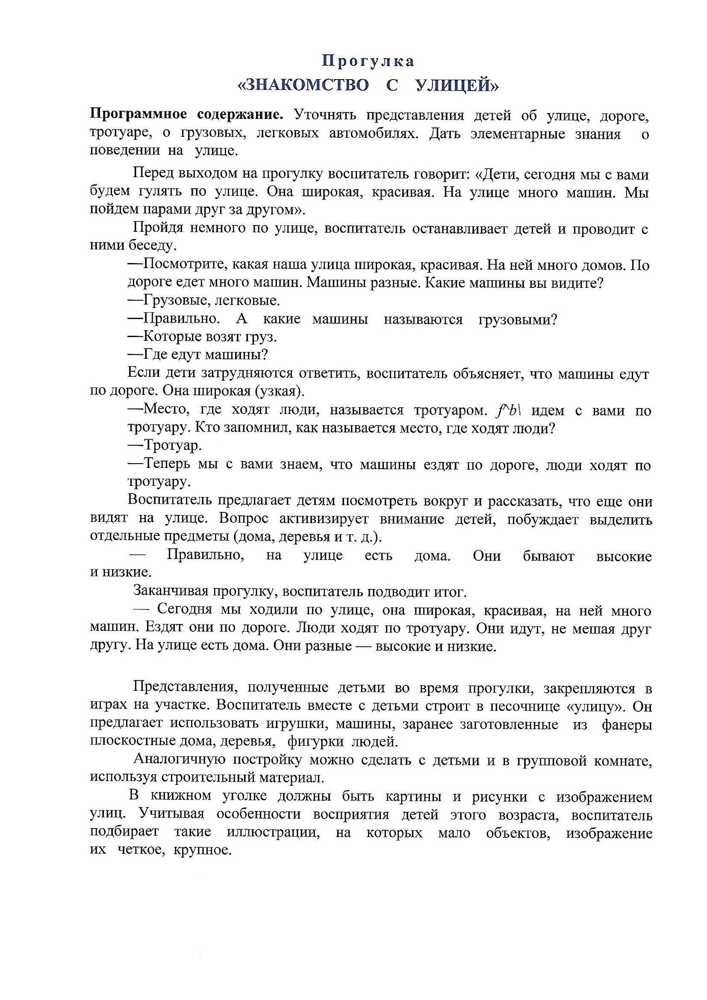 Прогулка
«ЗНАКОМСТВО С УЛИЦЕЙ»
Программное содержание. Уточнять представления детей об улице, дороге,
тротуаре, о грузовых, легковых автомобилях. Дать элементарные знания о
поведении на улице.
Перед выходом на прогулку воспитатель говорит: «Дети, сегодня мы с вами
будем гулять по улице. Она широкая, красивая. На улице много машин. Мы
пойдем парами друг за другом».
Пройдя немного по улице, воспитатель останавливает детей и проводит с
ними беседу.
—Посмотрите, какая наша улица широкая, красивая. На ней много домов. По
дороге едет много машин. Машины разные. Какие машины вы видите?
—Грузовые, легковые.
—Правильно. А какие машины называются грузовыми?
—Которые возят груз.
—Где едут машины?
Если дети затрудняются ответить, воспитатель объясняет, что машины едут
по дороге. Она широкая (узкая).
—Место, где ходят люди, называется тротуаром. f^b\ идем с вами по
тротуару. Кто запомнил, как называется место, где ходят люди?
—Тротуар.
—Теперь мы с вами знаем, что машины ездят по дороге, люди ходят по
тротуару.
Воспитатель предлагает детям посмотреть вокруг и рассказать, что еще они
видят на улице. Вопрос активизирует внимание детей, побуждает выделить
отдельные предметы (дома, деревья и т. д.).
— Правильно, на улице есть дома. Они бывают высокие
и низкие.
Заканчивая прогулку, воспитатель подводит итог.
— Сегодня мы ходили по улице, она широкая, красивая, на ней много
машин. Ездят они по дороге. Люди ходят по тротуару. Они идут, не мешая друг
другу. На улице есть дома. Они разные — высокие и низкие.
Представления, полученные детьми во время прогулки, закрепляются в
играх на участке. Воспитатель вместе с детьми строит в песочнице «улицу». Он
предлагает использовать игрушки, машины, заранее заготовленные из фанеры
плоскостные дома, деревья, фигурки людей.
Аналогичную постройку можно сделать с детьми и в групповой комнате,
используя строительный материал.
В книжном уголке должны быть картины и рисунки с изображением
улиц. Учитывая особенности восприятия детей этого возраста, воспитатель
подбирает такие иллюстрации, на которых мало объектов, изображение
их четкое, крупное.